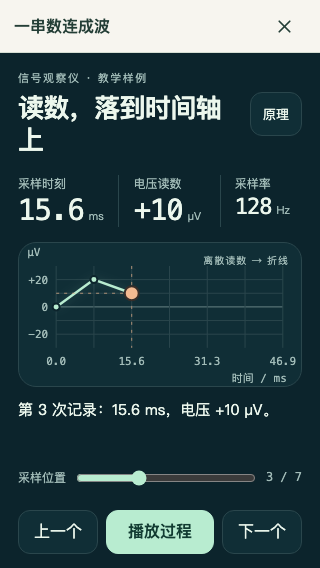 一串数连成波
信号观察仪 · 教学样例
读数，落到时间轴
上
原理
采样时刻 电压读数 采样率
15.6 ms +10 μV 128 Hz
μV
离散读数 → 折线
+20
0
−20
0.0 15.6 31.3 46.9
时间 / ms
第 3 次记录：15.6 ms，电压 +10 μV。
采样位置 3 / 7
上一个 播放过程 下一个